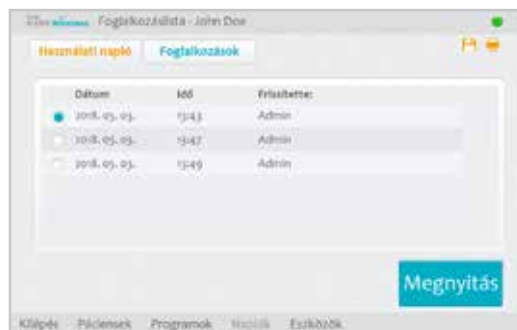 Foglalkozáslista - John Doe
Használati napló Foglalkozások
Dátum Idő Frissítette:
2018. 05. 03. 13:43 Admin
2018. 05. 03. 13:47 Admin
2018. 05. 03. 13:49 Admin
Megnyitás
Kilépés Páciensek Programok Naplók Eszközök